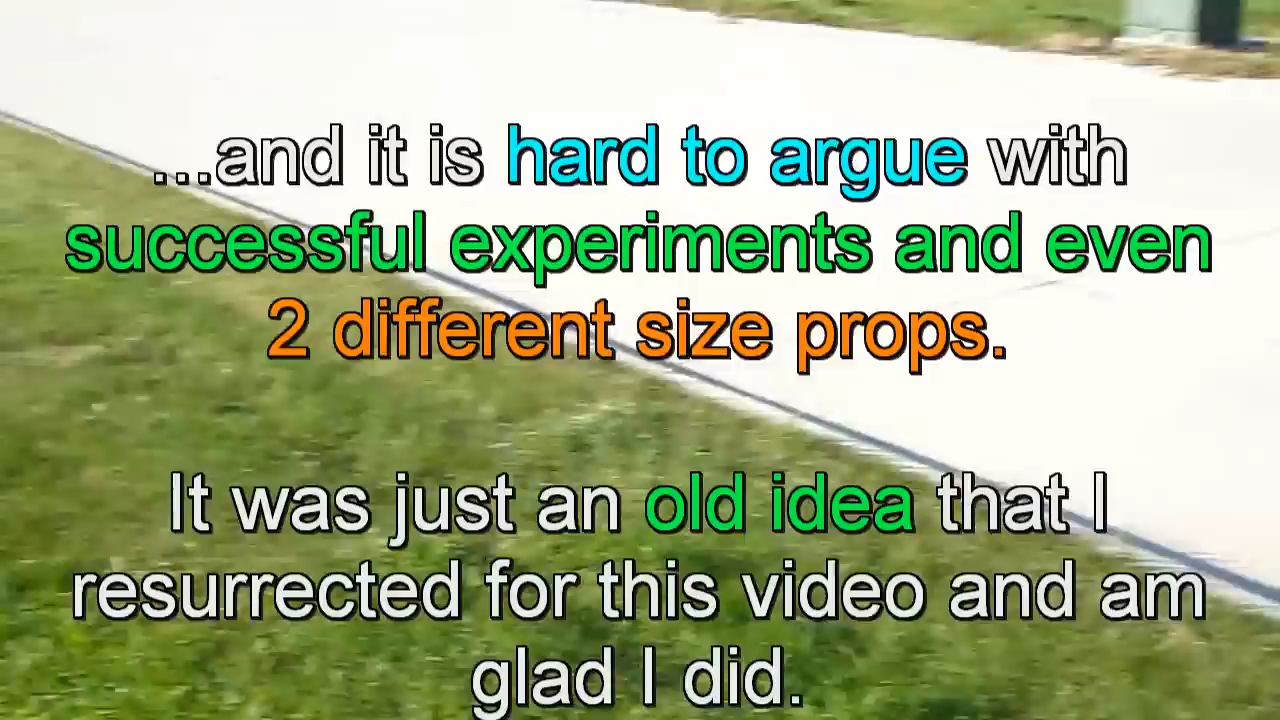 ...and it is hard to argue with
successful experiments and even
2 different size props.
It was just an old idea that I
resurrected for this video and am
glad I did.